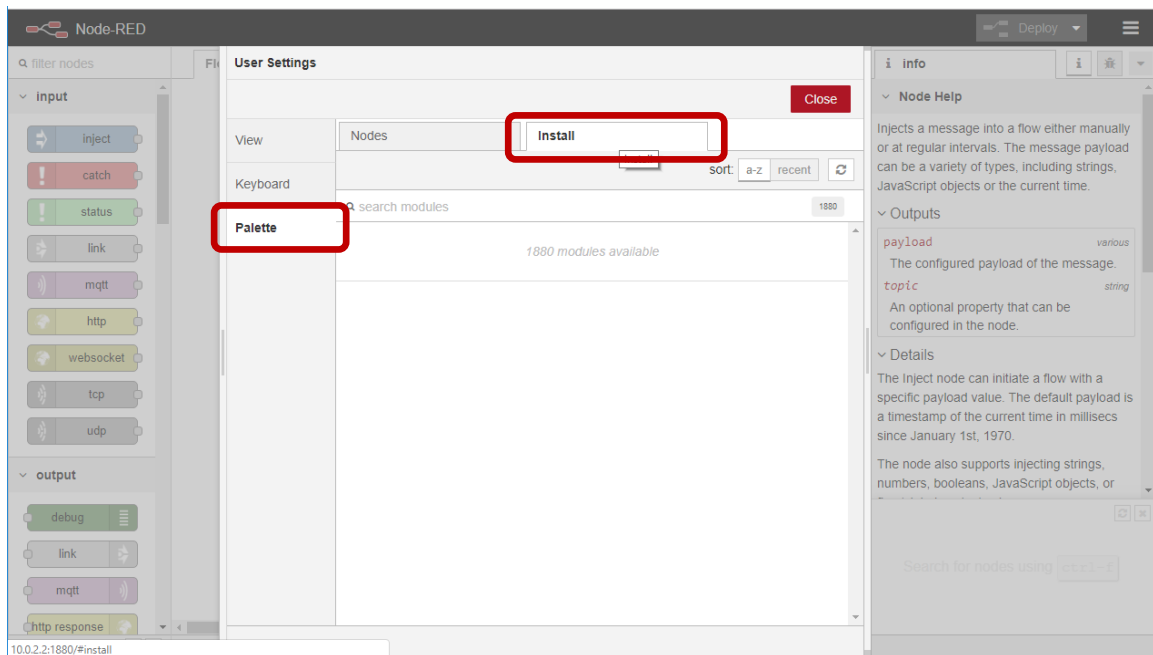 Node-RED
Deploy
filter nodes
input
inject
catch
status
link
mqtt
http
websocket
tcp
udp
output
debug
link
mqtt
http response
User Settings
Close
View
Keyboard
Palette
Nodes
Install
sort: a-z recent
search modules
1880
1880 modules available
i info
i
Node Help
Injects a message into a flow either manually
or at regular intervals. The message payload
can be a variety of types, including strings,
JavaScript objects or the current time.
Outputs
payload various
The configured payload of the message.
topic string
An optional property that can be
configured in the node.
Details
The Inject node can initiate a flow with a
specific payload value. The default payload is
a timestamp of the current time in millisecs
since January 1st, 1970.
The node also supports injecting strings,
numbers, booleans, JavaScript objects, or
Search for nodes using ctrl-f
10.0.2.2:1880/#install